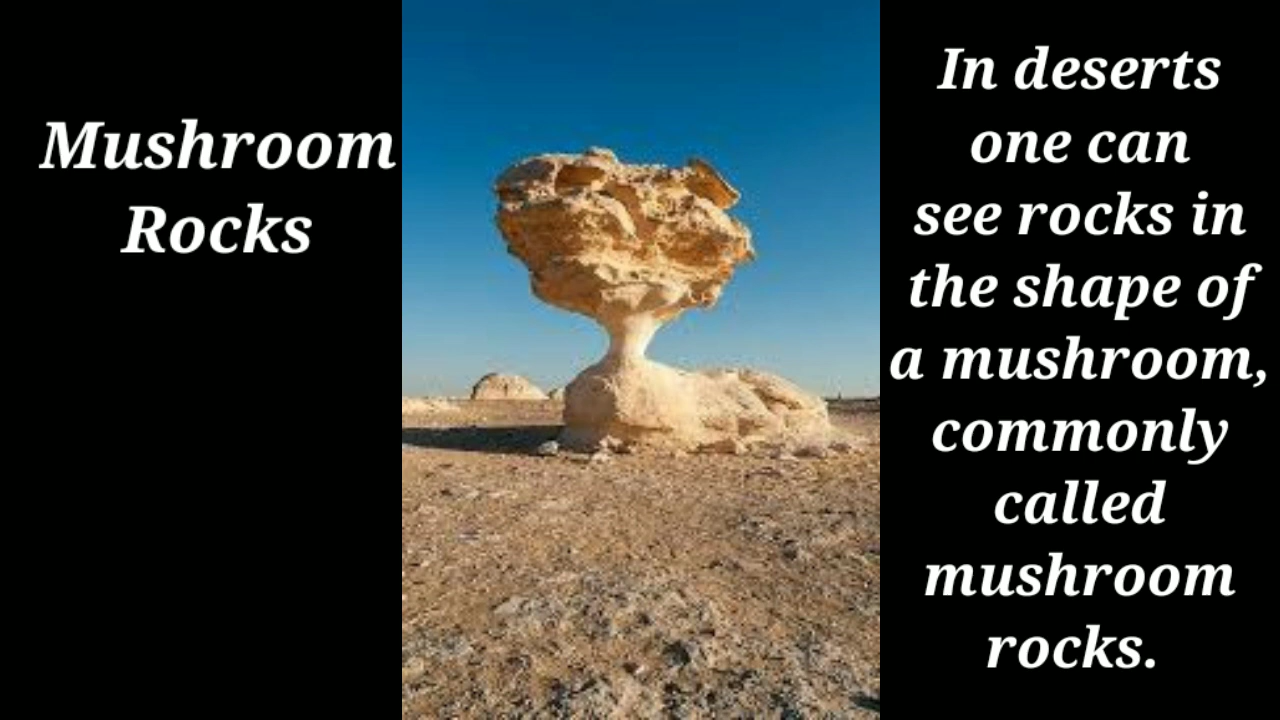 Mushroom
Rocks
In deserts
one can
see rocks in
the shape of
a mushroom,
commonly
called
mushroom
rocks.